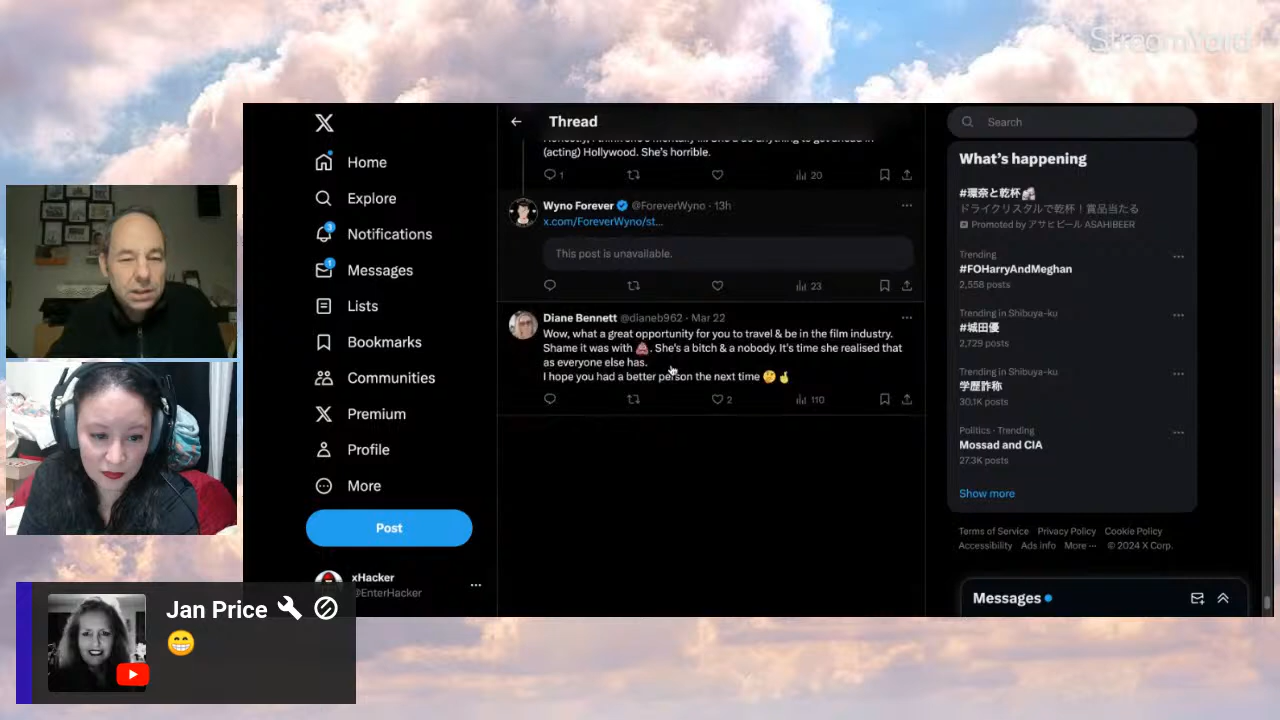 StreamYard
X
Home
Explore
3
Notifications
1
Messages
Lists
Bookmarks
Communities
X
Premium
Profile
More
Post
xHacker
@EnterHacker
Thread
(acting) Hollywood. She's horrible.
1
20
Wyno Forever @ForeverWyno · 13h
x.com/ForeverWyno/st...
This post is unavailable.
23
Diane Bennett @dianeb962 · Mar 22
Wow, what a great opportunity for you to travel & be in the film industry.
Shame it was with 💩. She's a bitch & a nobody. It's time she realised that
as everyone else has.
I hope you had a better person the next time
2
110
Search
What's happening
#環奈と乾杯
ドライクリスタルで乾杯！賞品当たる
Promoted by アサヒビール ASAHIBEER
Trending
#FOHarryAndMeghan
2,558 posts
Trending in Shibuya-ku
#城田優
2,729 posts
Trending in Shibuya-ku
学歴詐称
30.1K posts
Politics · Trending
Mossad and CIA
27.3K posts
Show more
Terms of Service Privacy Policy Cookie Policy
Accessibility Ads info More ··· © 2024 X Corp.
Messages
Jan Price
😁